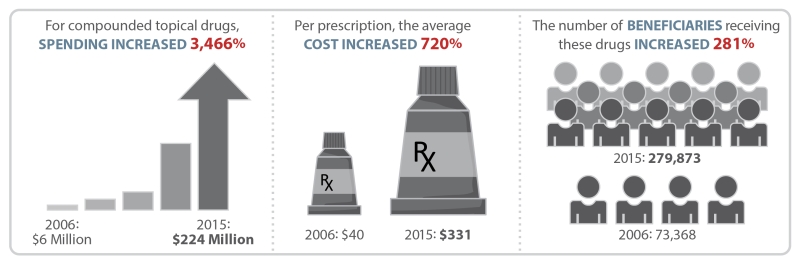 For compounded topical drugs,
SPENDING INCREASED 3,466%
2006:
$6 Million
2015:
$224 Million
Per prescription, the average
COST INCREASED 720%
Rx
Rx
2006: $40
2015: $331
The number of BENEFICIARIES receiving
these drugs INCREASED 281%
2015: 279,873
2006: 73,368